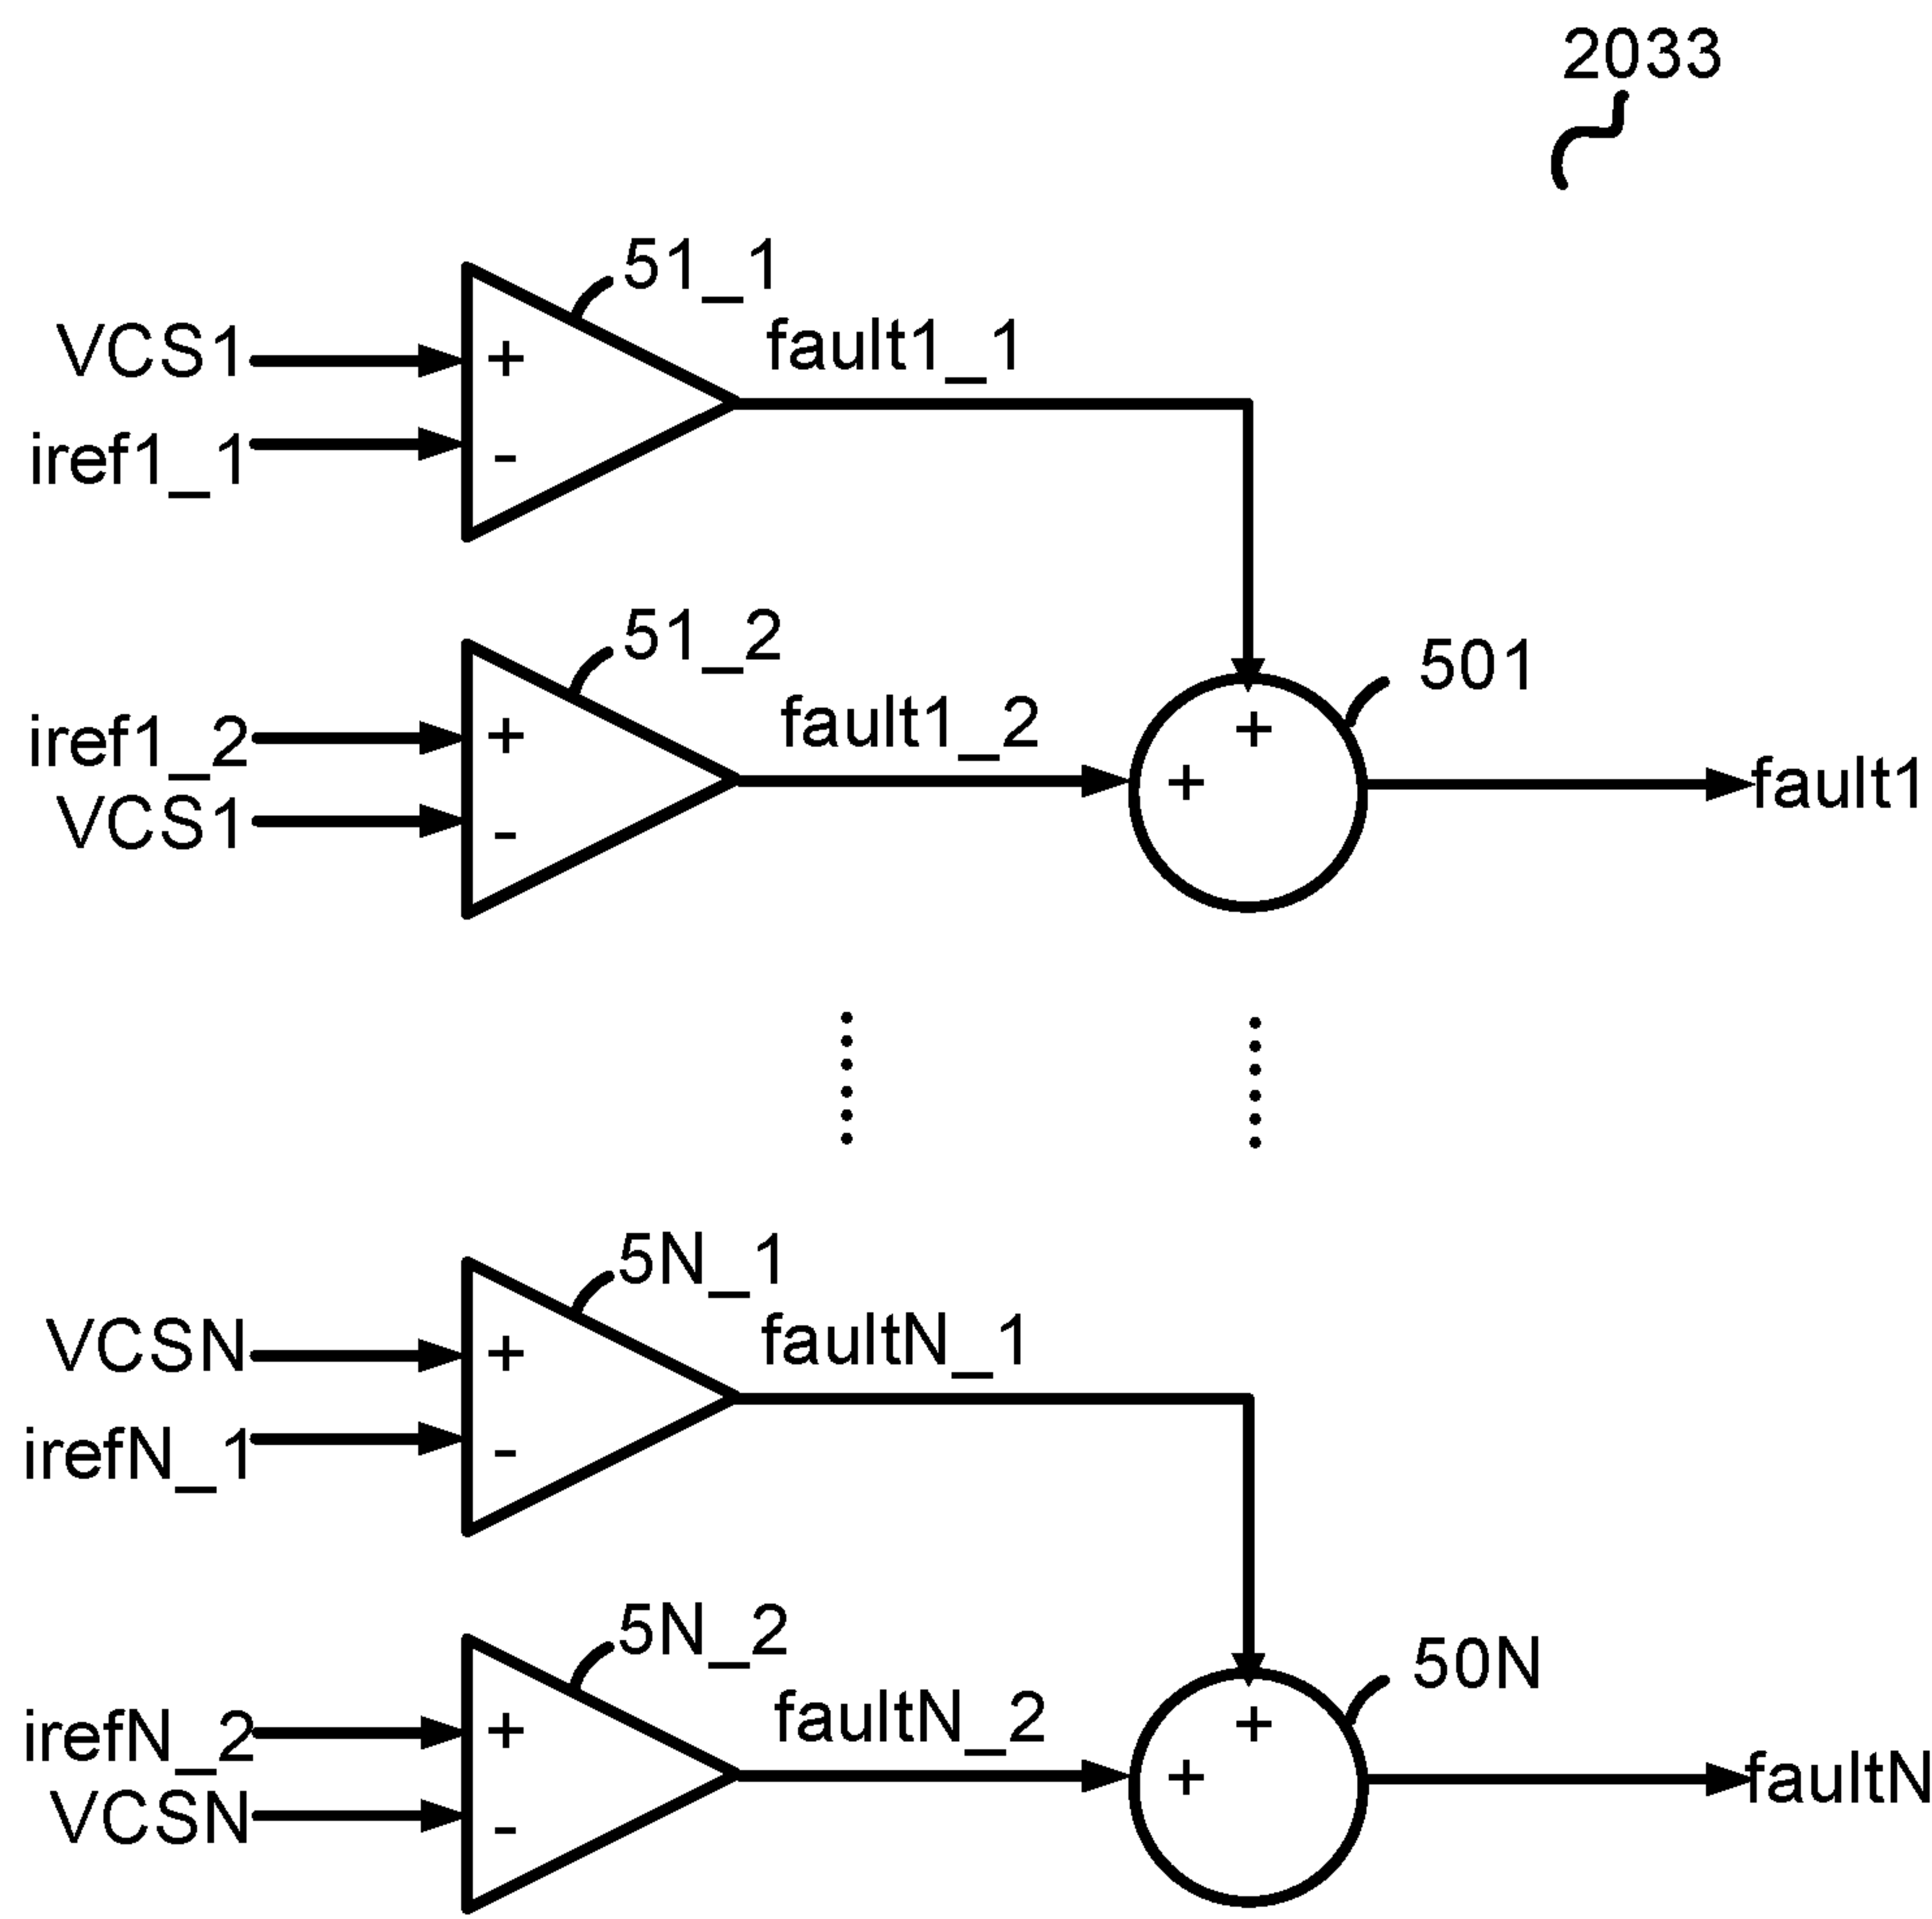 2033
51_1
VCS1
+
fault1_1
iref1_1
-
51_2
501
iref1_2
+
fault1_2
+
+
fault1
VCS1
-
5N_1
VCSN
+
faultN_1
irefN_1
-
5N_2
50N
irefN_2
+
faultN_2
+
+
faultN
VCSN
-